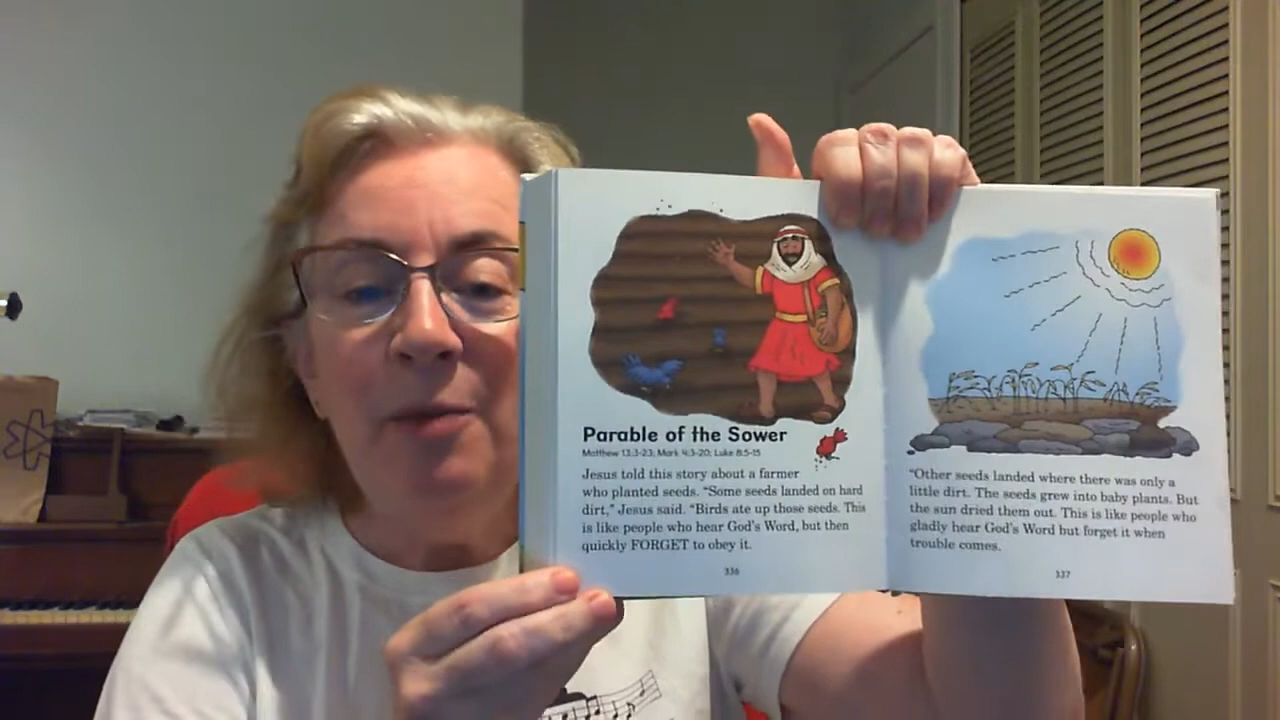 Parable of the Sower
Matthew 13:3-23; Mark 4:3-20; Luke 8:5-15
Jesus told this story about a farmer
who planted seeds. “Some seeds landed on hard
dirt,” Jesus said. “Birds ate up those seeds. This
is like people who hear God’s Word, but then
quickly FORGET to obey it.
336
“Other seeds landed where there was only a
little dirt. The seeds grew into baby plants. But
the sun dried them out. This is like people who
gladly hear God’s Word but forget it when
trouble comes.
337